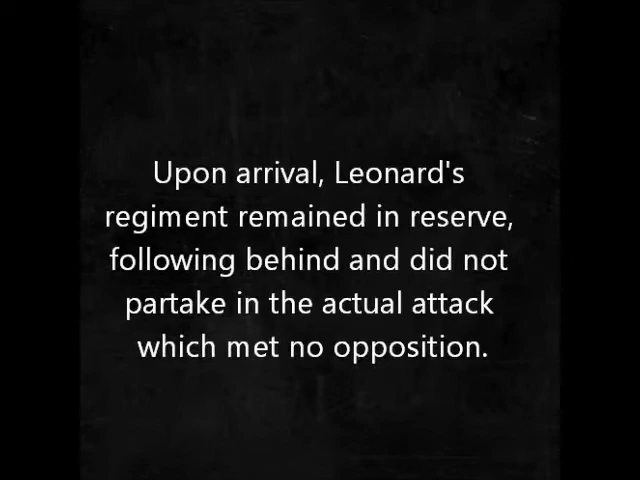 Upon arrival, Leonard's
regiment remained in reserve,
following behind and did not
partake in the actual attack
which met no opposition.